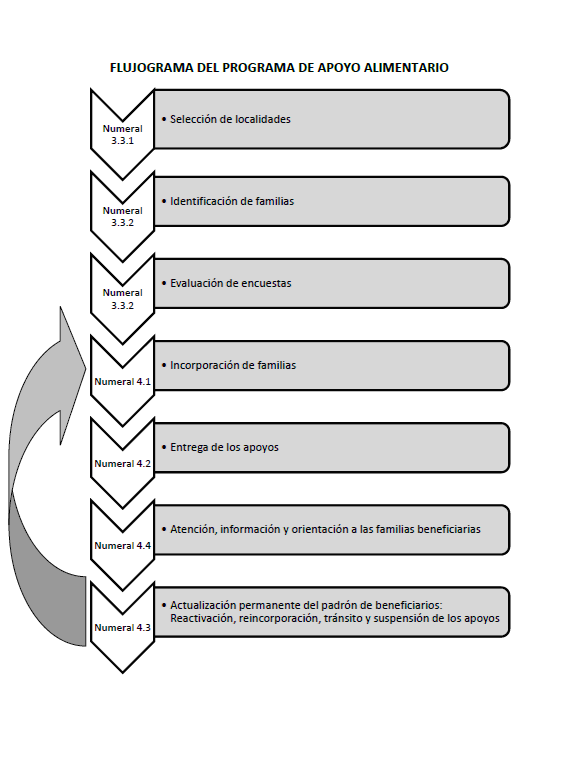 FLUJOGRAMA DEL PROGRAMA DE APOYO ALIMENTARIO
Numeral
3.3.1
• Selección de localidades
Numeral
3.3.2
• Identificación de familias
Numeral
3.3.2
• Evaluación de encuestas
Numeral 4.1
• Incorporación de familias
Numeral 4.2
• Entrega de los apoyos
Numeral 4.4
• Atención, información y orientación a las familias beneficiarias
Numeral 4.3
• Actualización permanente del padrón de beneficiarios:
Reactivación, reincorporación, tránsito y suspensión de los apoyos